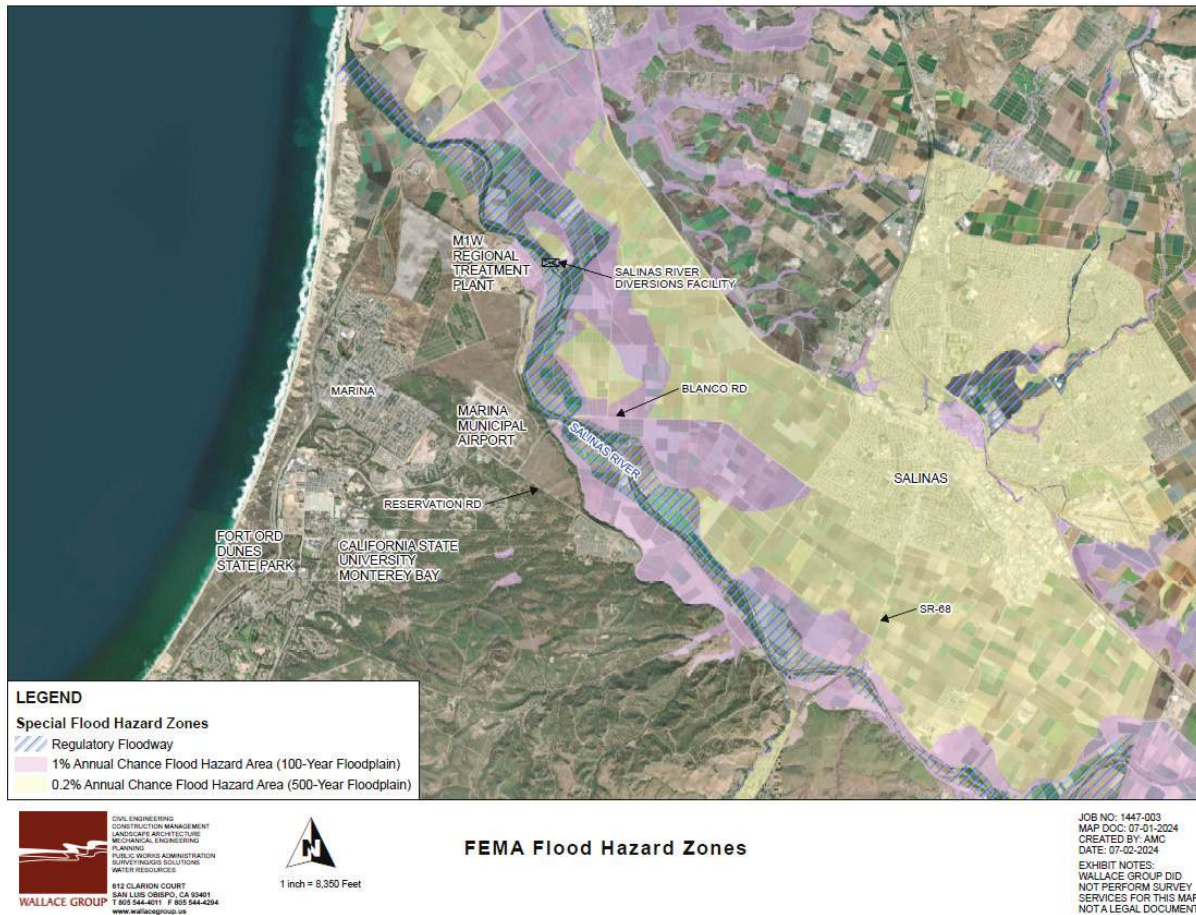 M1W
REGIONAL
TREATMENT
PLANT
SALINAS RIVER
DIVERSIONS FACILITY
MARINA
BLANCO RD
MARINA
MUNICIPAL
AIRPORT
SALINAS RIVER
SALINAS
RESERVATION RD
FORT ORD
DUNES
STATE PARK
CALIFORNIA STATE
UNIVERSITY
MONTEREY BAY
SR-68
LEGEND
Special Flood Hazard Zones
Regulatory Floodway
1% Annual Chance Flood Hazard Area (100-Year Floodplain)
0.2% Annual Chance Flood Hazard Area (500-Year Floodplain)
WALLACE GROUP
CIVIL ENGINEERING
CONSTRUCTION MANAGEMENT
LANDSCAPE ARCHITECTURE
MECHANICAL ENGINEERING
PLANNING
PUBLIC WORKS ADMINISTRATION
SURVEYING/GIS SOLUTIONS
WATER RESOURCES
612 CLARION COURT
SAN LUIS OBISPO, CA 93401
T 805 544-4011 F 805 544-4294
www.wallacegroup.us
N
1 inch = 8,350 Feet
FEMA Flood Hazard Zones
JOB NO: 1447-003
MAP DOC: 07-01-2024
CREATED BY: AMC
DATE: 07-02-2024
EXHIBIT NOTES:
WALLACE GROUP DID
NOT PERFORM SURVEY
SERVICES FOR THIS MAP
NOT A LEGAL DOCUMENT